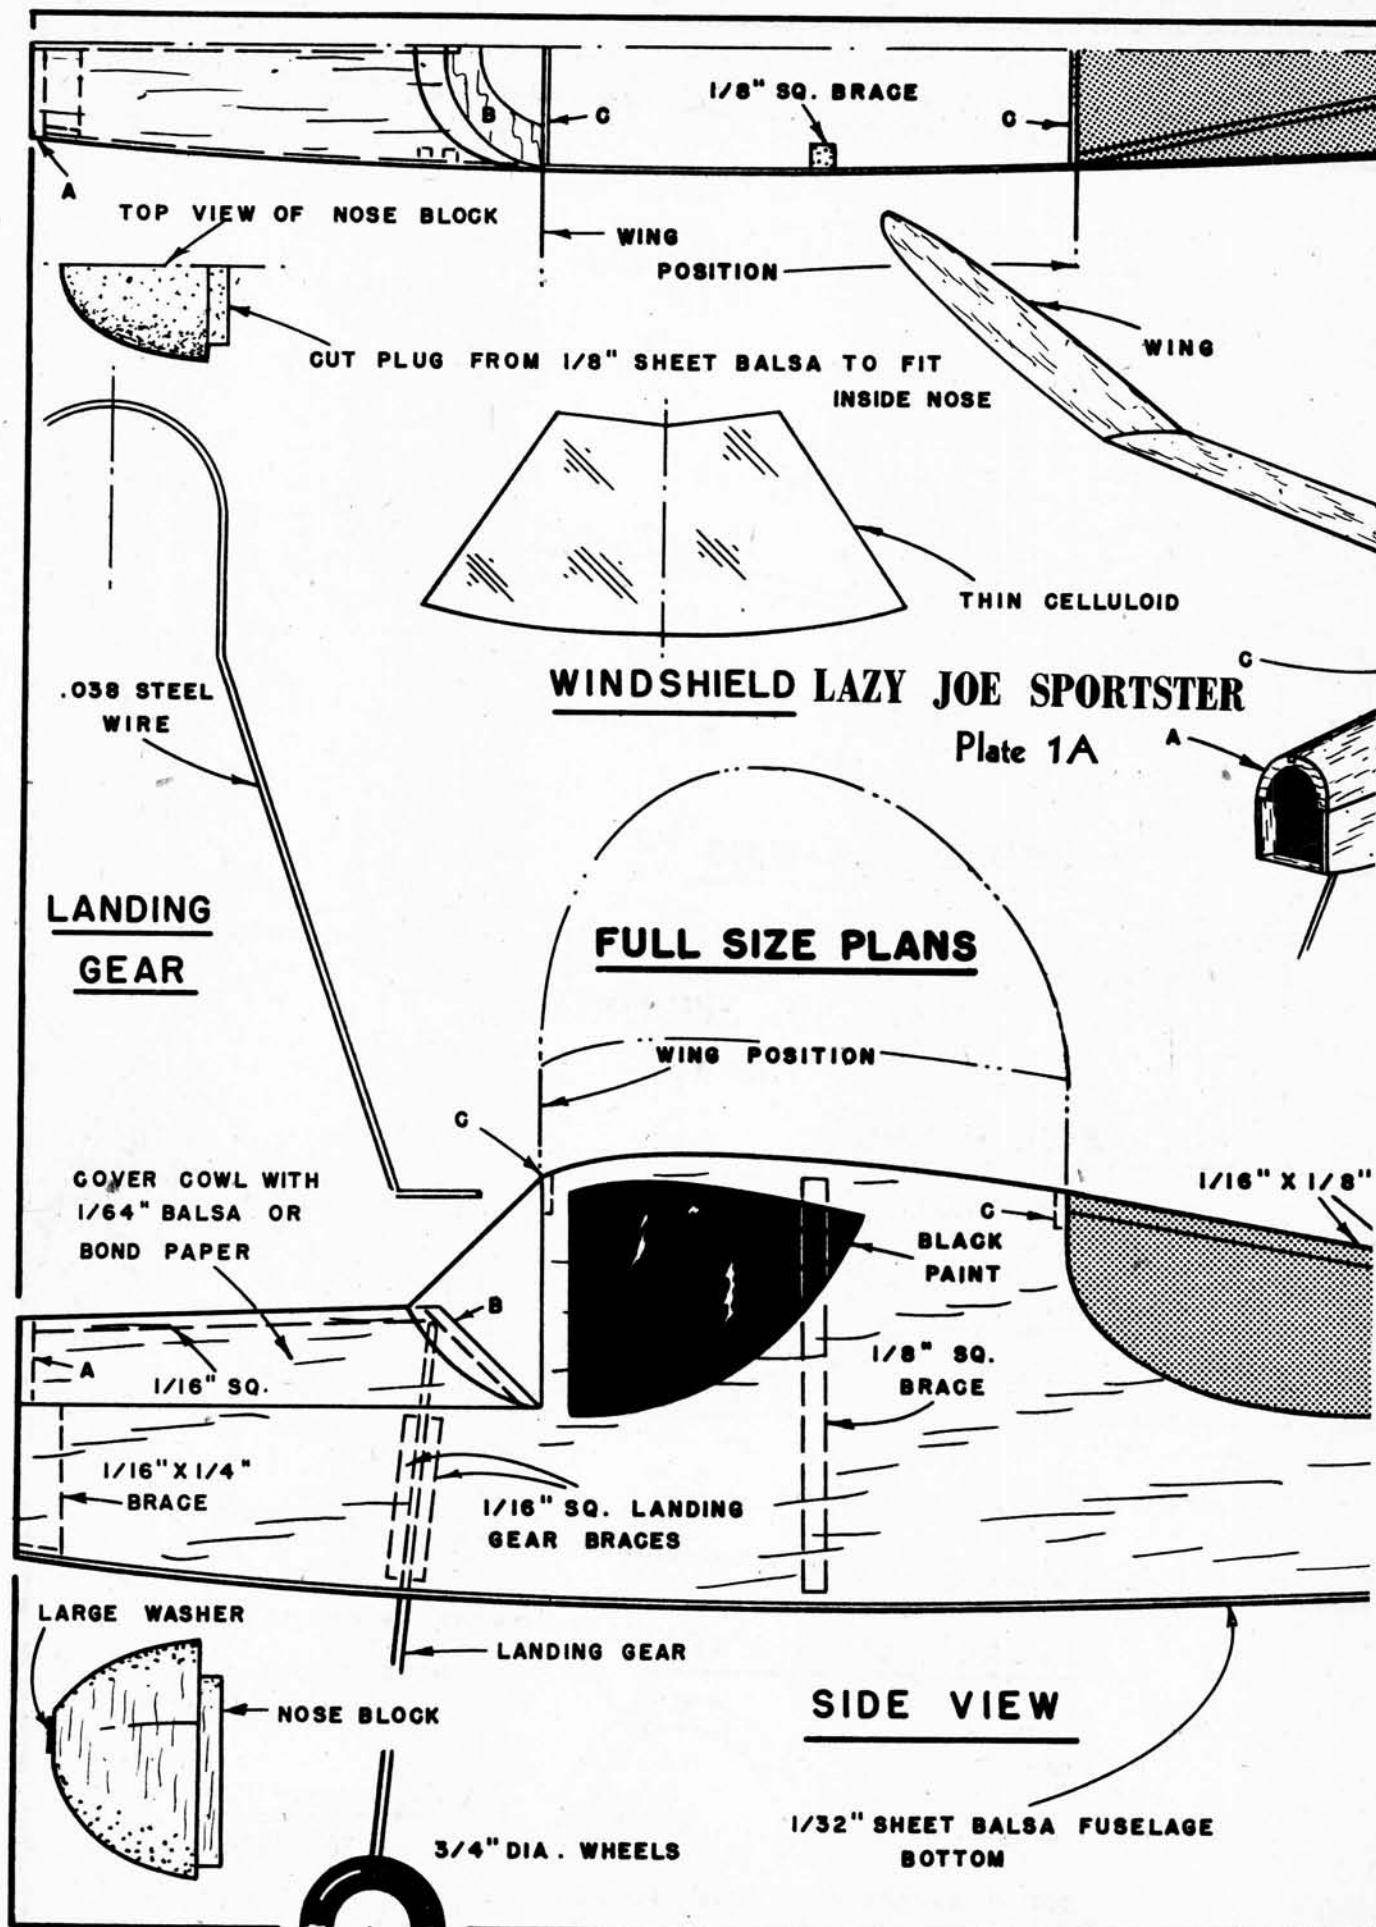 1/8" SQ. BRACE
B
C
C
A
TOP VIEW OF NOSE BLOCK
WING
POSITION
WING
CUT PLUG FROM 1/8" SHEET BALSA TO FIT
INSIDE NOSE
THIN CELLULOID
C
.038 STEEL
WIRE
WINDSHIELD
LAZY JOE SPORTSTER
Plate 1A
A
LANDING
GEAR
FULL SIZE PLANS
WING POSITION
C
COVER COWL WITH
1/64" BALSA OR
BOND PAPER
1/16" X 1/8"
C
BLACK
PAINT
B
A
1/16" SQ.
1/8" SQ.
BRACE
1/16" X 1/4"
BRACE
1/16" SQ. LANDING
GEAR BRACES
LARGE WASHER
LANDING GEAR
NOSE BLOCK
SIDE VIEW
3/4" DIA. WHEELS
1/32" SHEET BALSA FUSELAGE
BOTTOM